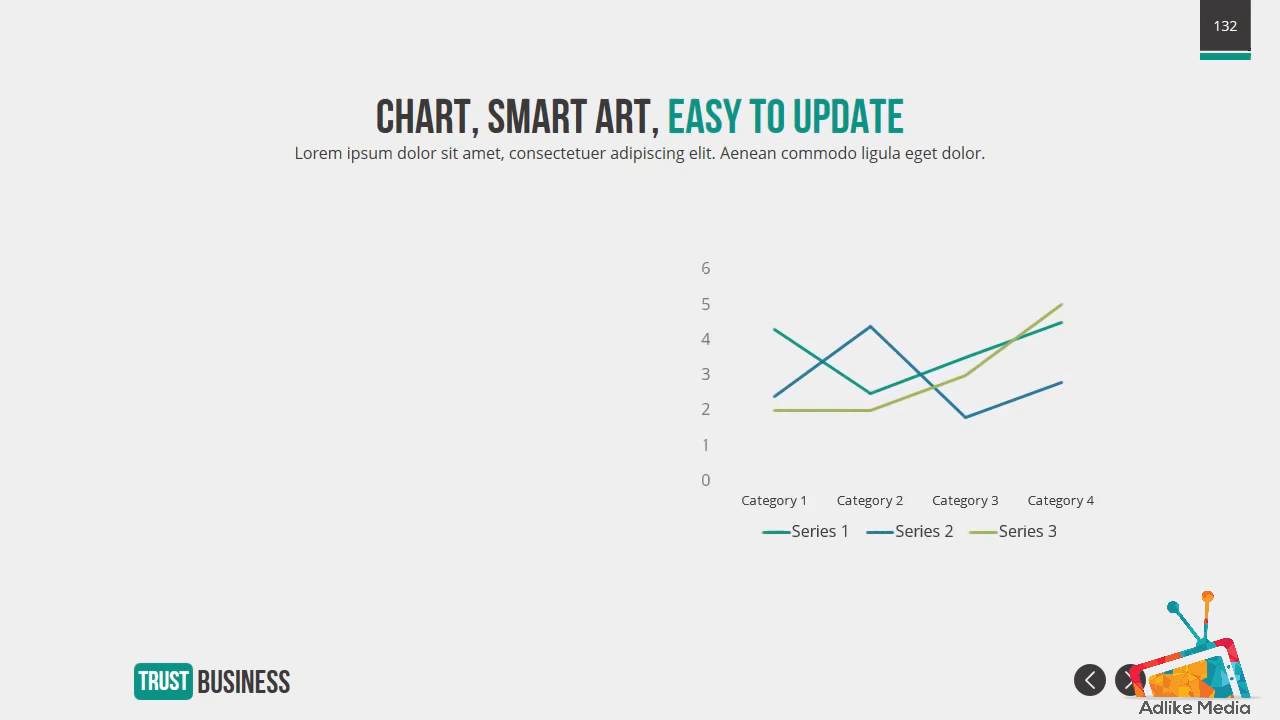 132
CHART, SMART ART, EASY TO UPDATE
Lorem ipsum dolor sit amet, consectetuer adipiscing elit. Aenean commodo ligula eget dolor.
6
5
4
3
2
1
0
Category 1 Category 2 Category 3 Category 4
Series 1 Series 2 Series 3
TRUST BUSINESS
Adlike Media